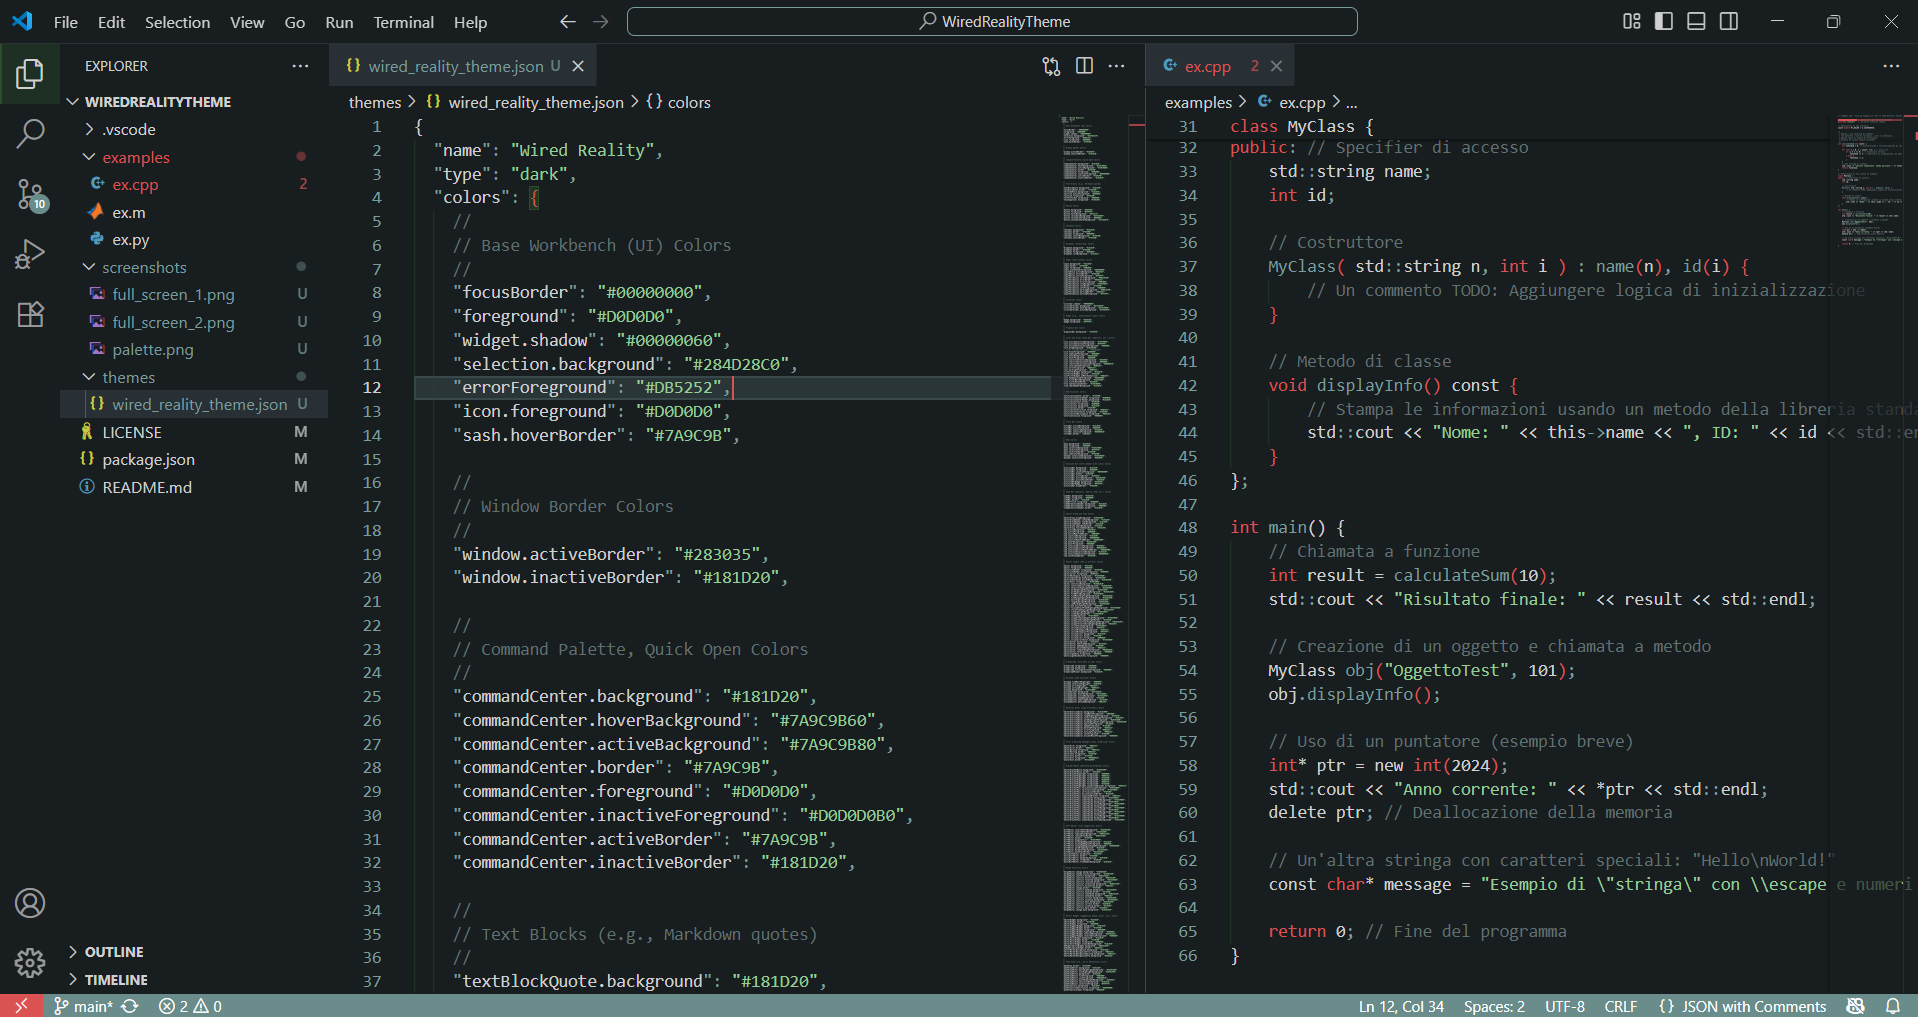 File Edit Selection View Go Run Terminal Help
WiredRealityTheme
EXPLORER
WIREDREALITYTHEME
.vscode
examples
ex.cpp 2
ex.m
ex.py
screenshots
full_screen_1.png U
full_screen_2.png U
palette.png U
themes
wired_reality_theme.json U
LICENSE M
package.json M
README.md M
OUTLINE
TIMELINE
10
wired_reality_theme.json U
themes > {} wired_reality_theme.json > {} colors
1 {
2 "name": "Wired Reality",
3 "type": "dark",
4 "colors": {
5 //
6 // Base Workbench (UI) Colors
7 //
8 "focusBorder": "#00000000",
9 "foreground": "#D0D0D0",
10 "widget.shadow": "#00000060",
11 "selection.background": "#284D28C0",
12 "errorForeground": "#DB5252",
13 "icon.foreground": "#D0D0D0",
14 "sash.hoverBorder": "#7A9C9B",
15
16 //
17 // Window Border Colors
18 //
19 "window.activeBorder": "#283035",
20 "window.inactiveBorder": "#181D20",
21
22 //
23 // Command Palette, Quick Open Colors
24 //
25 "commandCenter.background": "#181D20",
26 "commandCenter.hoverBackground": "#7A9C9B60",
27 "commandCenter.activeBackground": "#7A9C9B80",
28 "commandCenter.border": "#7A9C9B",
29 "commandCenter.foreground": "#D0D0D0",
30 "commandCenter.inactiveForeground": "#D0D0D0B0",
31 "commandCenter.activeBorder": "#7A9C9B",
32 "commandCenter.inactiveBorder": "#181D20",
33
34 //
35 // Text Blocks (e.g., Markdown quotes)
36 //
37 "textBlockQuote.background": "#181D20",
ex.cpp 2
examples > ex.cpp > ...
31 class MyClass {
32 public: // Specifier di accesso
33 std::string name;
34 int id;
35
36 // Costruttore
37 MyClass( std::string n, int i ) : name(n), id(i) {
38 // Un commento TODO: Aggiungere logica di inizializzazione
39 }
40
41 // Metodo di classe
42 void displayInfo() const {
43 // Stampa le informazioni usando un metodo della libreria standa
44 std::cout << "Nome: " << this->name << ", ID: " << id << std::en
45 }
46 };
47
48 int main() {
49 // Chiamata a funzione
50 int result = calculateSum(10);
51 std::cout << "Risultato finale: " << result << std::endl;
52
53 // Creazione di un oggetto e chiamata a metodo
54 MyClass obj("OggettoTest", 101);
55 obj.displayInfo();
56
57 // Uso di un puntatore (esempio breve)
58 int* ptr = new int(2024);
59 std::cout << "Anno corrente: " << *ptr << std::endl;
60 delete ptr; // Deallocazione della memoria
61
62 // Un'altra stringa con caratteri speciali: "Hello\nWorld!"
63 const char* message = "Esempio di \"stringa\" con \\escape e numeri
64
65 return 0; // Fine del programma
66 }
main* 2 0
Ln 12, Col 34 Spaces: 2 UTF-8 CRLF {} JSON with Comments